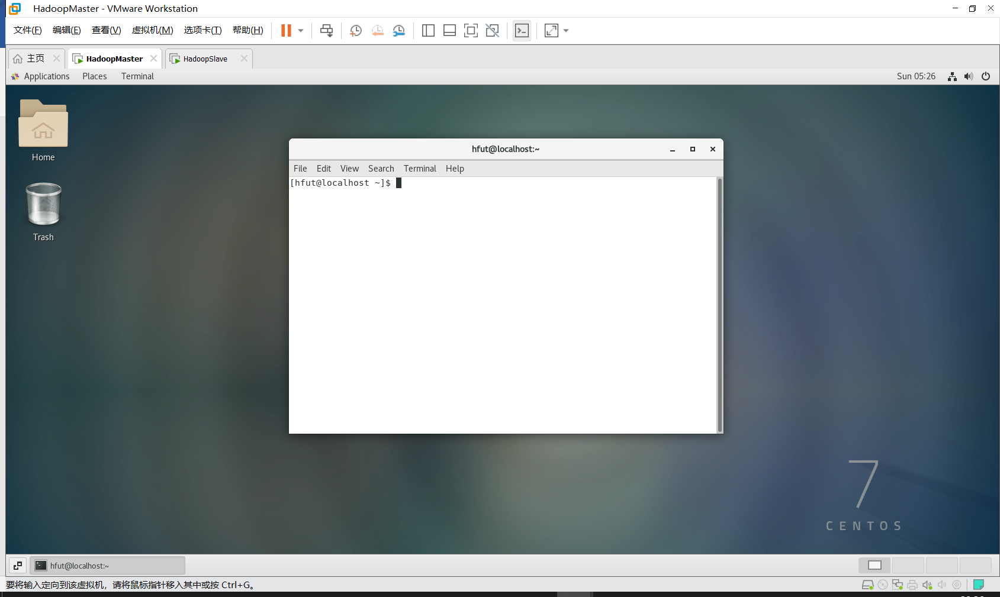 HadoopMaster - VMware Workstation
文件(F) 编辑(E) 查看(V) 虚拟机(M) 选项卡(T) 帮助(H)
主页 HadoopMaster HadoopSlave
Applications Places Terminal Sun 05:26
Home
Trash
hfut@localhost:~
File Edit View Search Terminal Help
[hfut@localhost ~]$
7
CENTOS
hfut@localhost:~
要将输入定向到该虚拟机，请将鼠标指针移入其中或按 Ctrl+G。